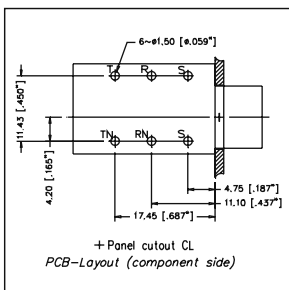 6~ø1,50 [ø.059"]
T R S
11.43 [.450"]
4.20 [.165"]
TN RN S
4.75 [.187"]
11.10 [.437"]
17.45 [.687"]
+ Panel cutout CL
PCB-Layout (component side)